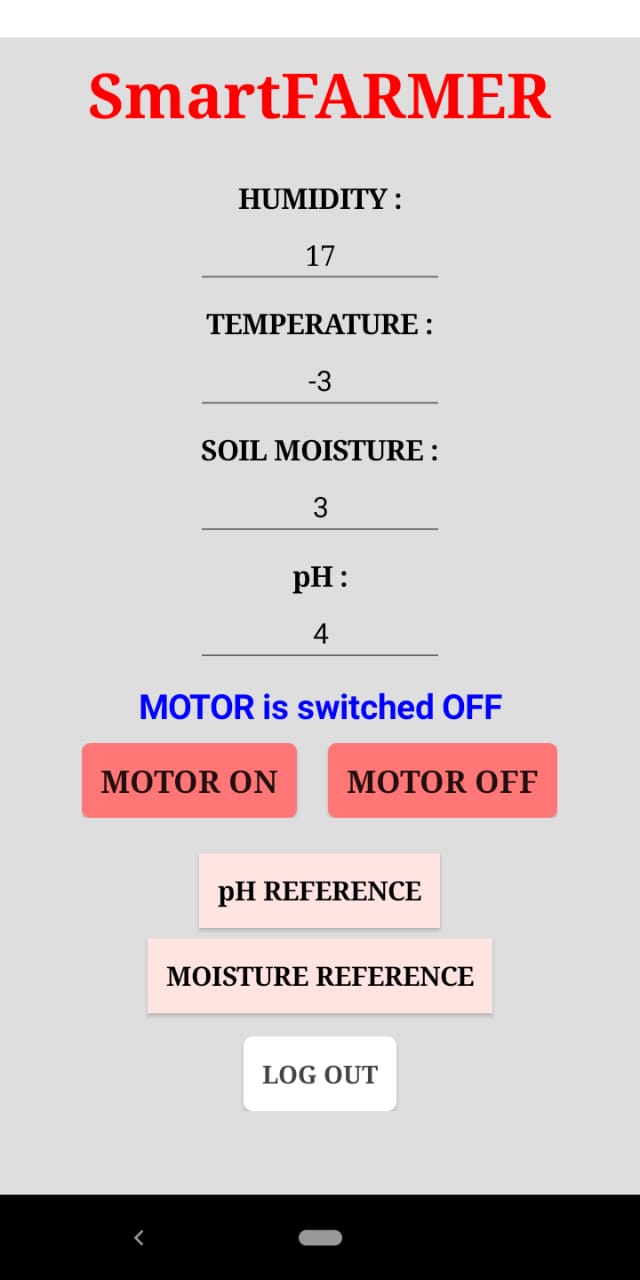 SmartFARMER
HUMIDITY :
17
TEMPERATURE :
-3
SOIL MOISTURE :
3
pH :
4
MOTOR is switched OFF
MOTOR ON MOTOR OFF
pH REFERENCE
MOISTURE REFERENCE
LOG OUT